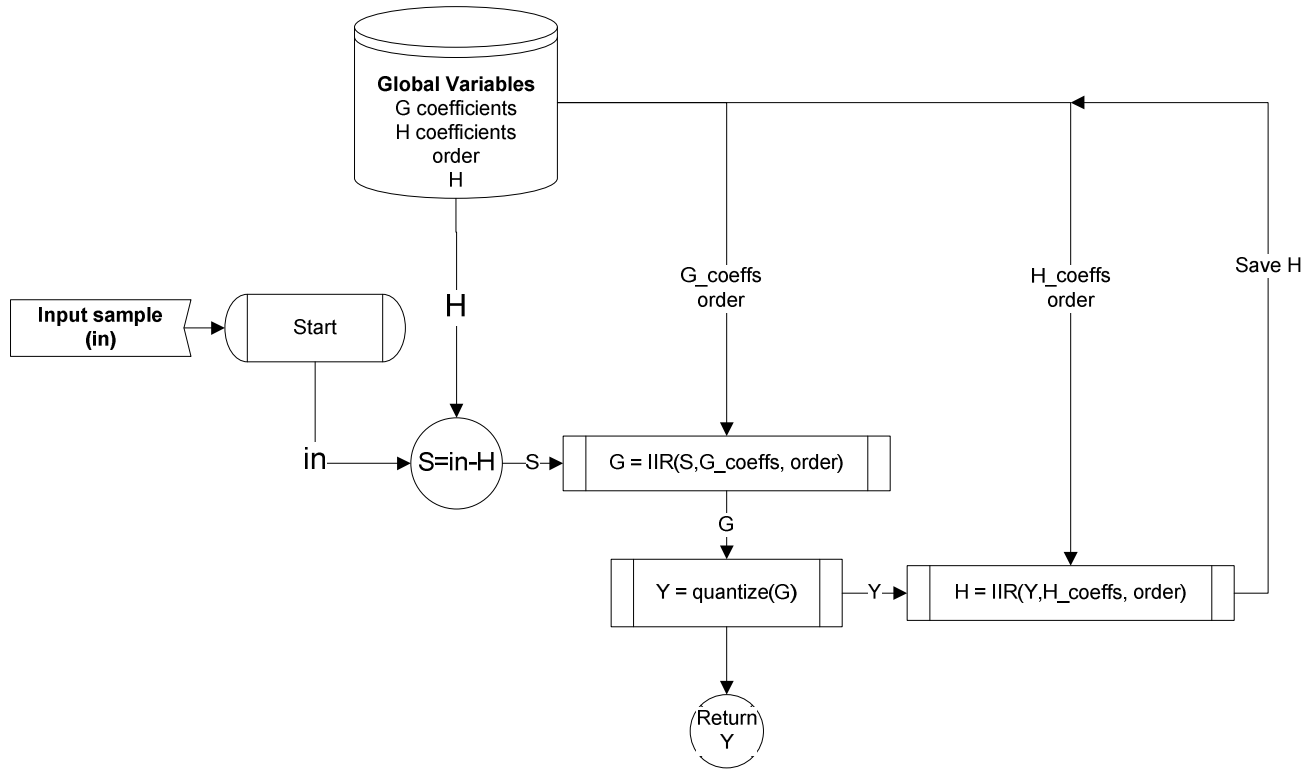 Global Variables
G coefficients
H coefficients
order
H
H
G_coeffs
order
H_coeffs
order
Save H
Input sample
(in)
Start
in
S=in-H
S
G = IIR(S,G_coeffs, order)
G
Y = quantize(G)
Y
H = IIR(Y,H_coeffs, order)
Return
Y